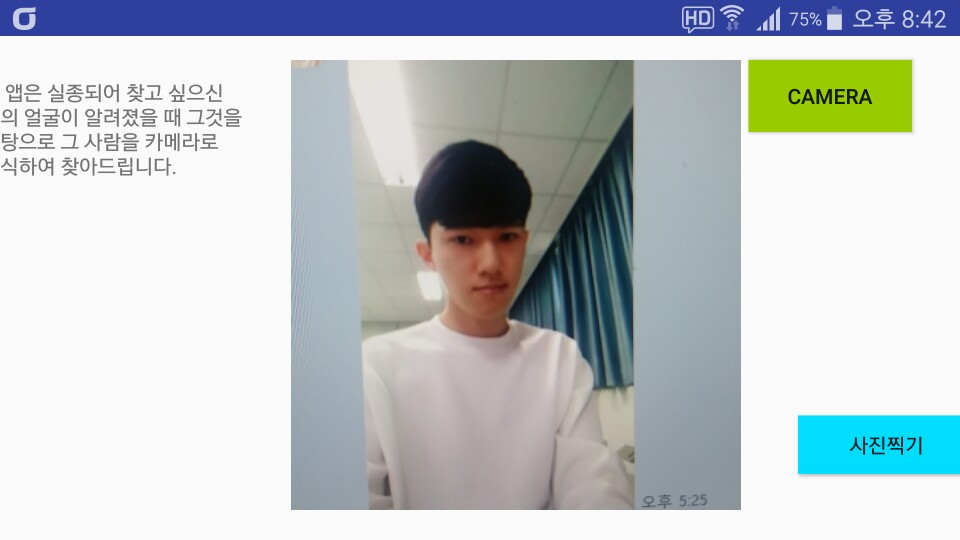 HD 75% 오후 8:42
앱은 실종되어 찾고 싶으신
의 얼굴이 알려졌을 때 그것을
탕으로 그 사람을 카메라로
식하여 찾아드립니다.
CAMERA
사진찍기
오후 5:25